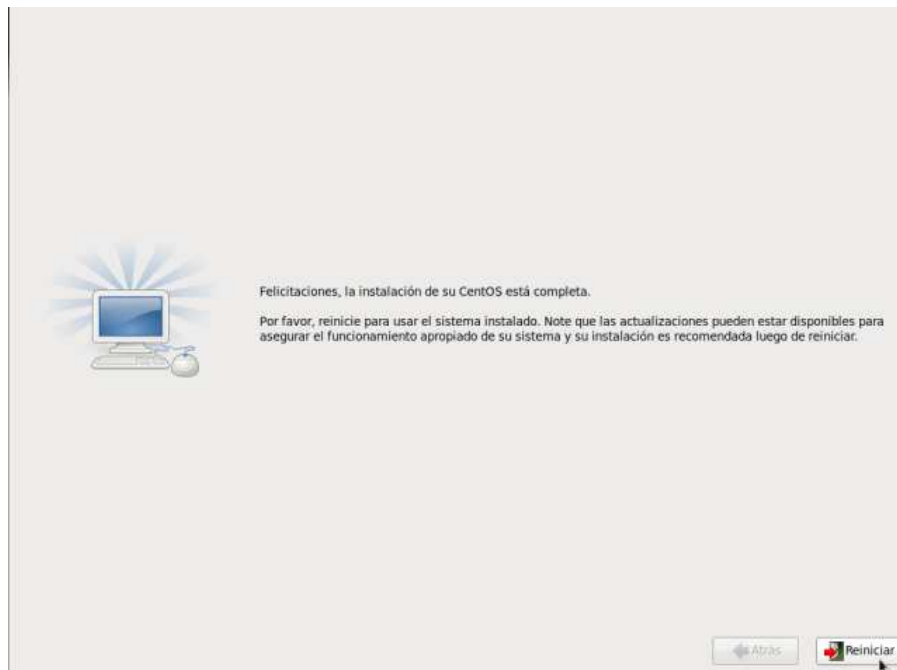 Felicitaciones, la instalación de su CentOS está completa.
Por favor, reinicie para usar el sistema instalado. Note que las actualizaciones pueden estar disponibles para
asegurar el funcionamiento apropiado de su sistema y su instalación es recomendada luego de reiniciar.
Atrás
Reiniciar